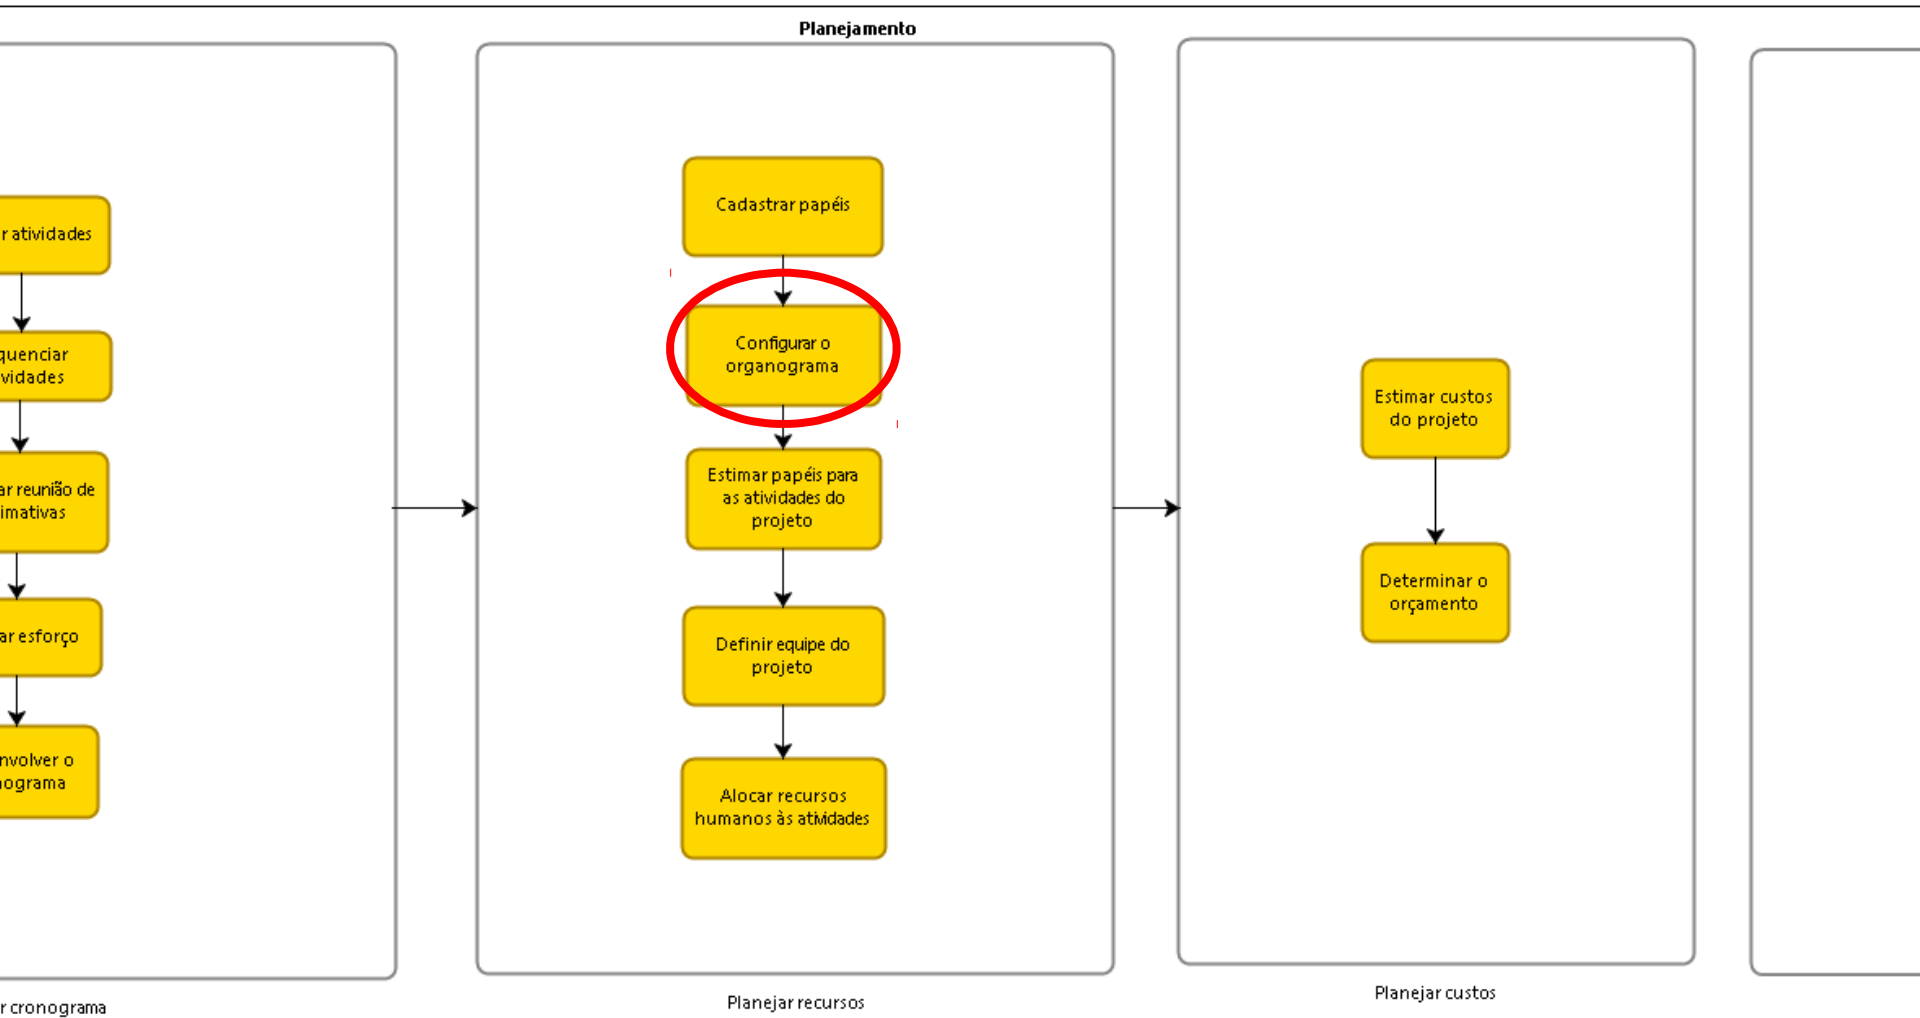 Planejamento
r atividades
quenciar
vidades
ar reunião de
imativas
ar esforço
nvolver o
nograma
r cronograma
Cadastrar papéis
Configurar o
organograma
Estimar papéis para
as atividades do
projeto
Definir equipe do
projeto
Alocar recursos
humanos às atividades
Planejar recursos
Estimar custos
do projeto
Determinar o
orçamento
Planejar custos